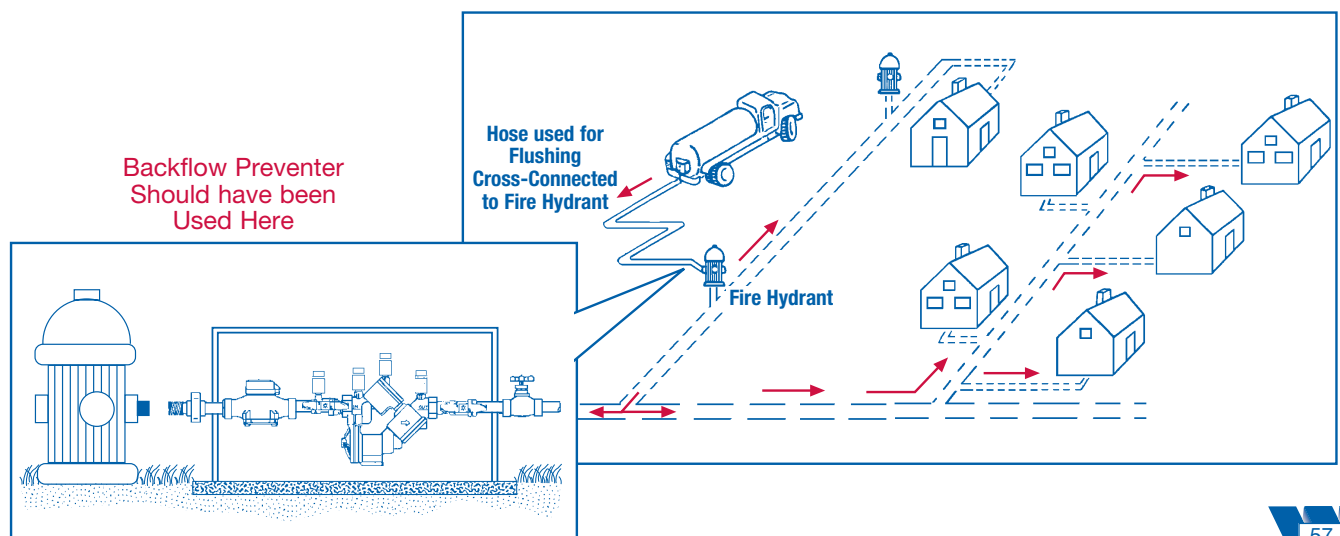 Hose used for
Flushing
Cross-Connected
to Fire Hydrant
Backflow Preventer
Should have been
Used Here
Fire Hydrant
57